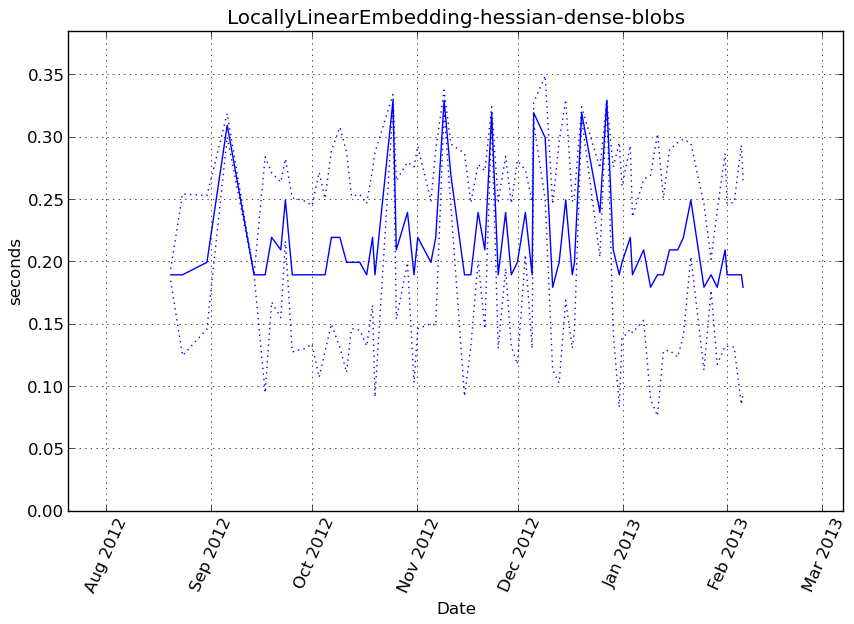 LocallyLinearEmbedding-hessian-dense-blobs
0.35
0.30
0.25
0.20
0.15
0.10
0.05
0.00
seconds
Aug 2012
Sep 2012
Oct 2012
Nov 2012
Dec 2012
Jan 2013
Feb 2013
Mar 2013
Date